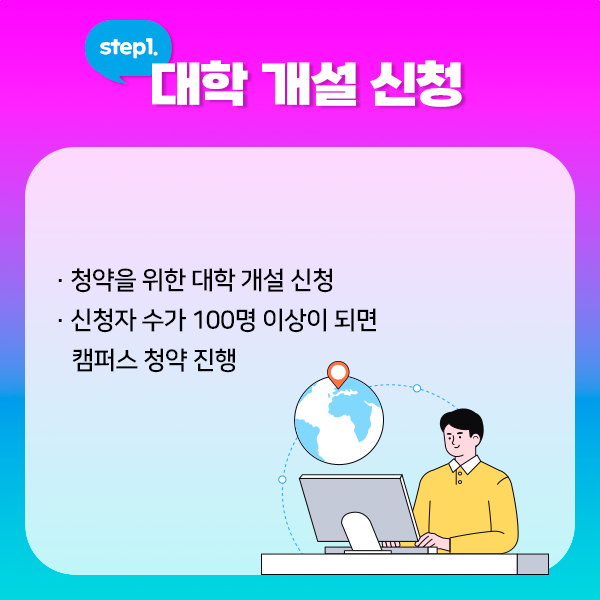 step1.
대학 개설 신청
· 청약을 위한 대학 개설 신청
· 신청자 수가 100명 이상이 되면
캠퍼스 청약 진행